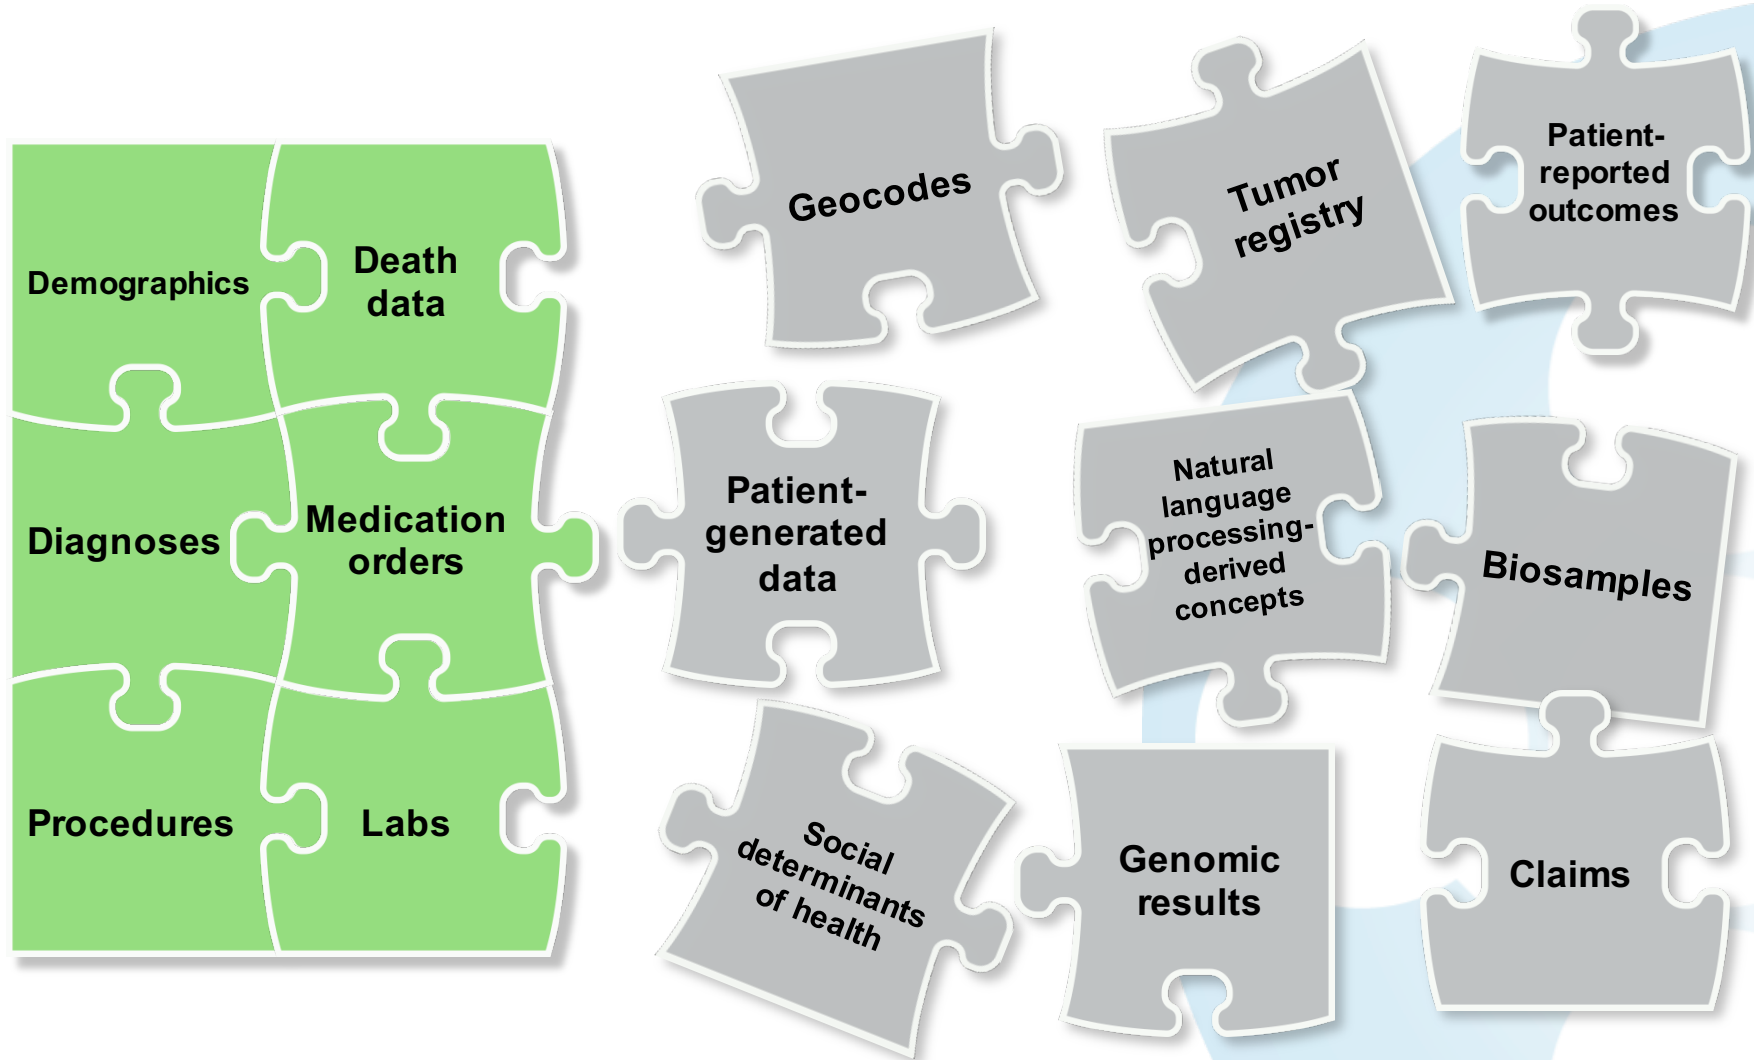 Demographics
Death
data
Diagnoses
Medication
orders
Procedures
Labs
Geocodes
Tumor
registry
Patient-
reported
outcomes
Patient-
generated
data
Natural
language
processing-
derived
concepts
Biosamples
Social
determinants
of health
Genomic
results
Claims